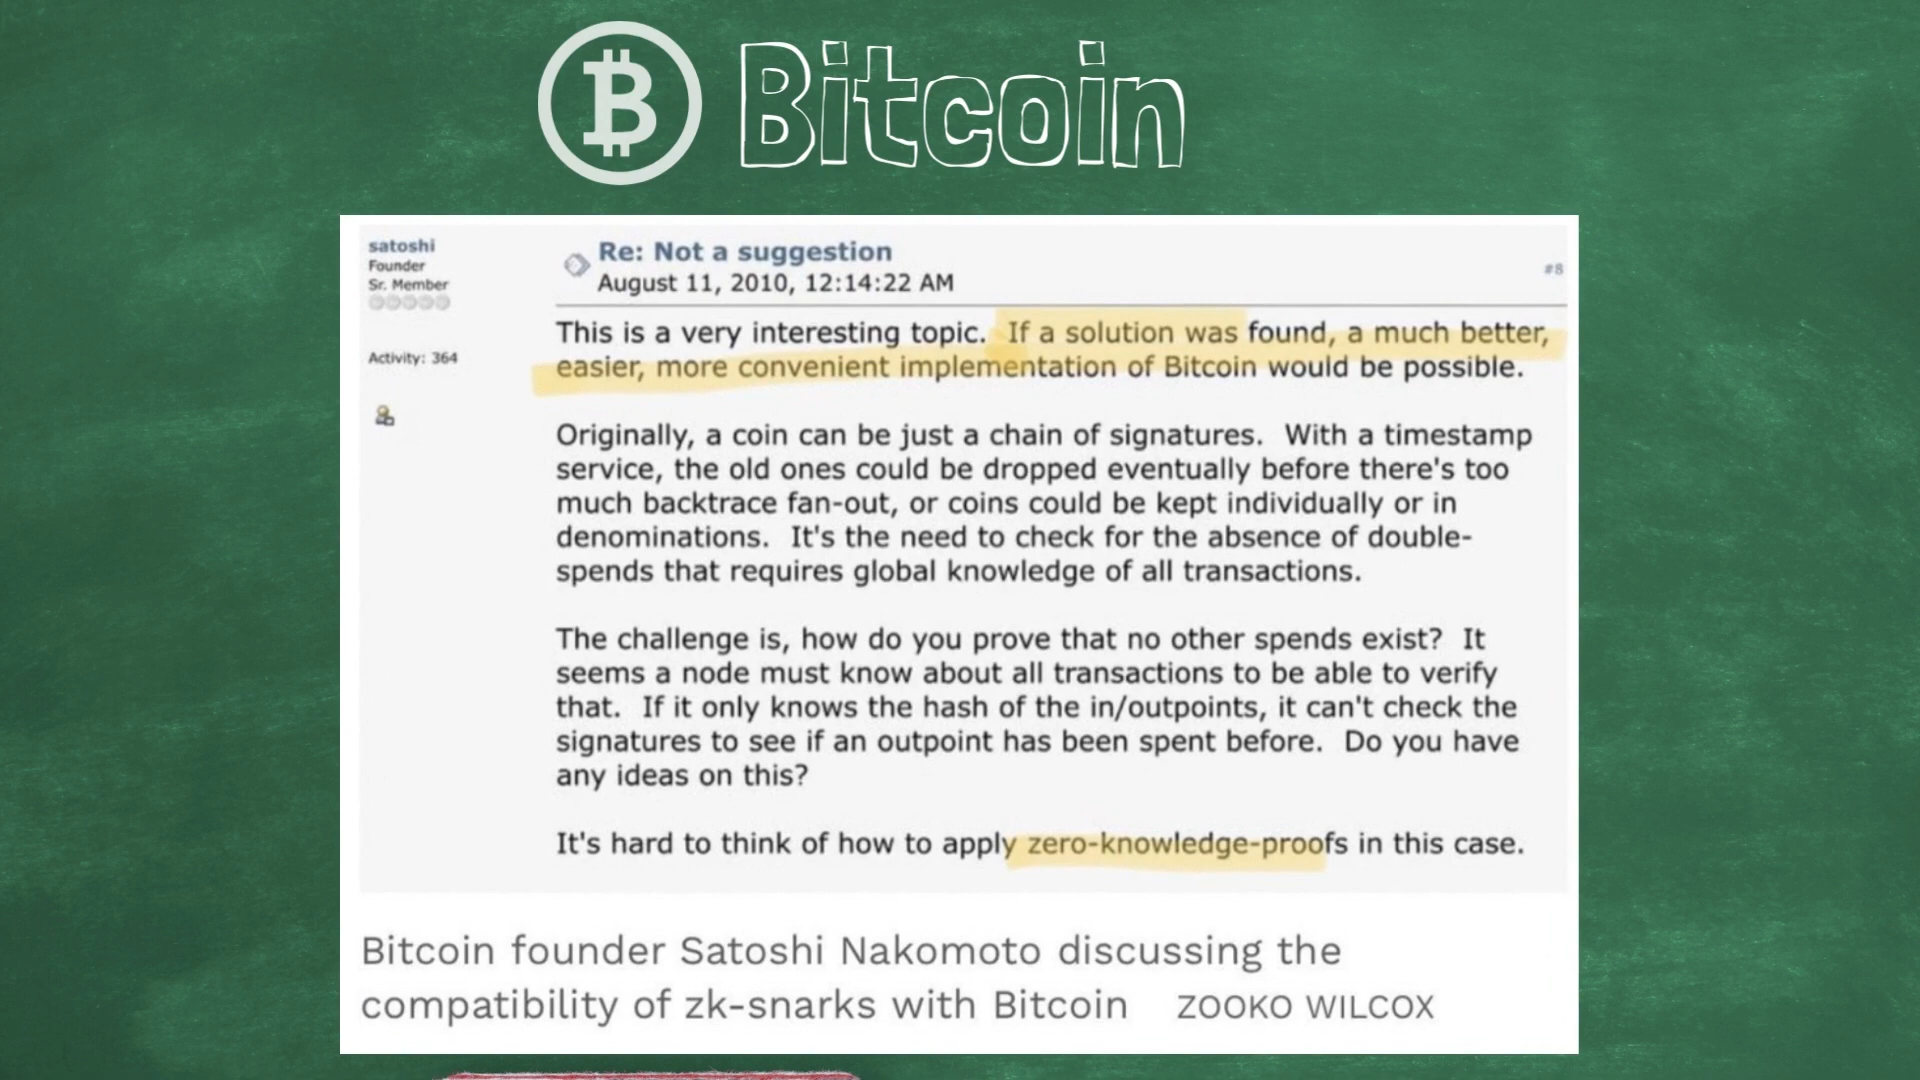 Bitcoin
satoshi
Founder
Sr. Member
Activity: 364
Re: Not a suggestion
August 11, 2010, 12:14:22 AM
#8
This is a very interesting topic.  If a solution was found, a much better,
easier, more convenient implementation of Bitcoin would be possible.
Originally, a coin can be just a chain of signatures.  With a timestamp
service, the old ones could be dropped eventually before there's too
much backtrace fan-out, or coins could be kept individually or in
denominations.  It's the need to check for the absence of double-
spends that requires global knowledge of all transactions.
The challenge is, how do you prove that no other spends exist?  It
seems a node must know about all transactions to be able to verify
that.  If it only knows the hash of the in/outpoints, it can't check the
signatures to see if an outpoint has been spent before.  Do you have
any ideas on this?
It's hard to think of how to apply zero-knowledge-proofs in this case.
Bitcoin founder Satoshi Nakomoto discussing the
compatibility of zk-snarks with Bitcoin ZOOKO WILCOX